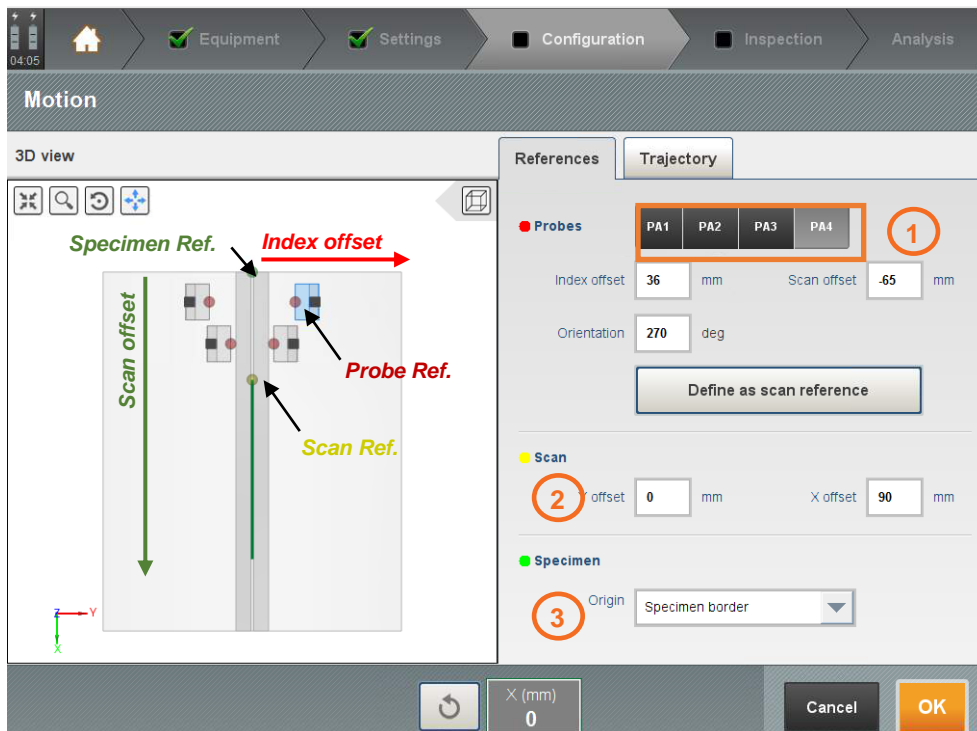 04:05
Equipment
Settings
Configuration
Inspection
Analysis
Motion
3D view
References
Trajectory
Specimen Ref.
Index offset
Scan offset
Probe Ref.
Scan Ref.
Z
Y
X
Probes
PA1 PA2 PA3 PA4
1
Index offset 36 mm Scan offset -65 mm
Orientation 270 deg
Define as scan reference
Scan
2 offset 0 mm X offset 90 mm
Specimen
3 Origin Specimen border
X (mm)
0
Cancel
OK